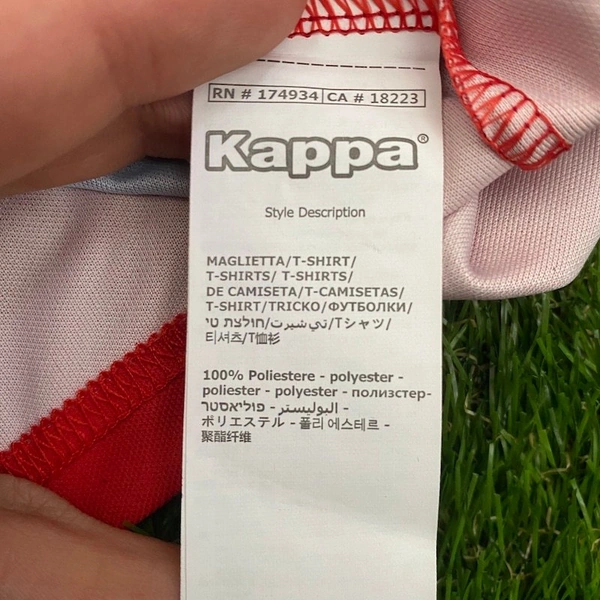 RN # 174934 CA # 18223
Kappa®
Style Description
MAGLIETTA/T-SHIRT/
T-SHIRTS/ T-SHIRTS/
DE CAMISETA/T-CAMISETAS/
T-SHIRT/TRICKO/ФУТБОЛКИ/
חולצת טי/تي شيرت/Tシャツ/
티셔츠/T恤衫
100% Poliestere - polyester -
poliester - polyester - полиэстер-
פוליאסטר - البوليستر -
ポリエステル - 폴리 에스테르 -
聚酯纤维